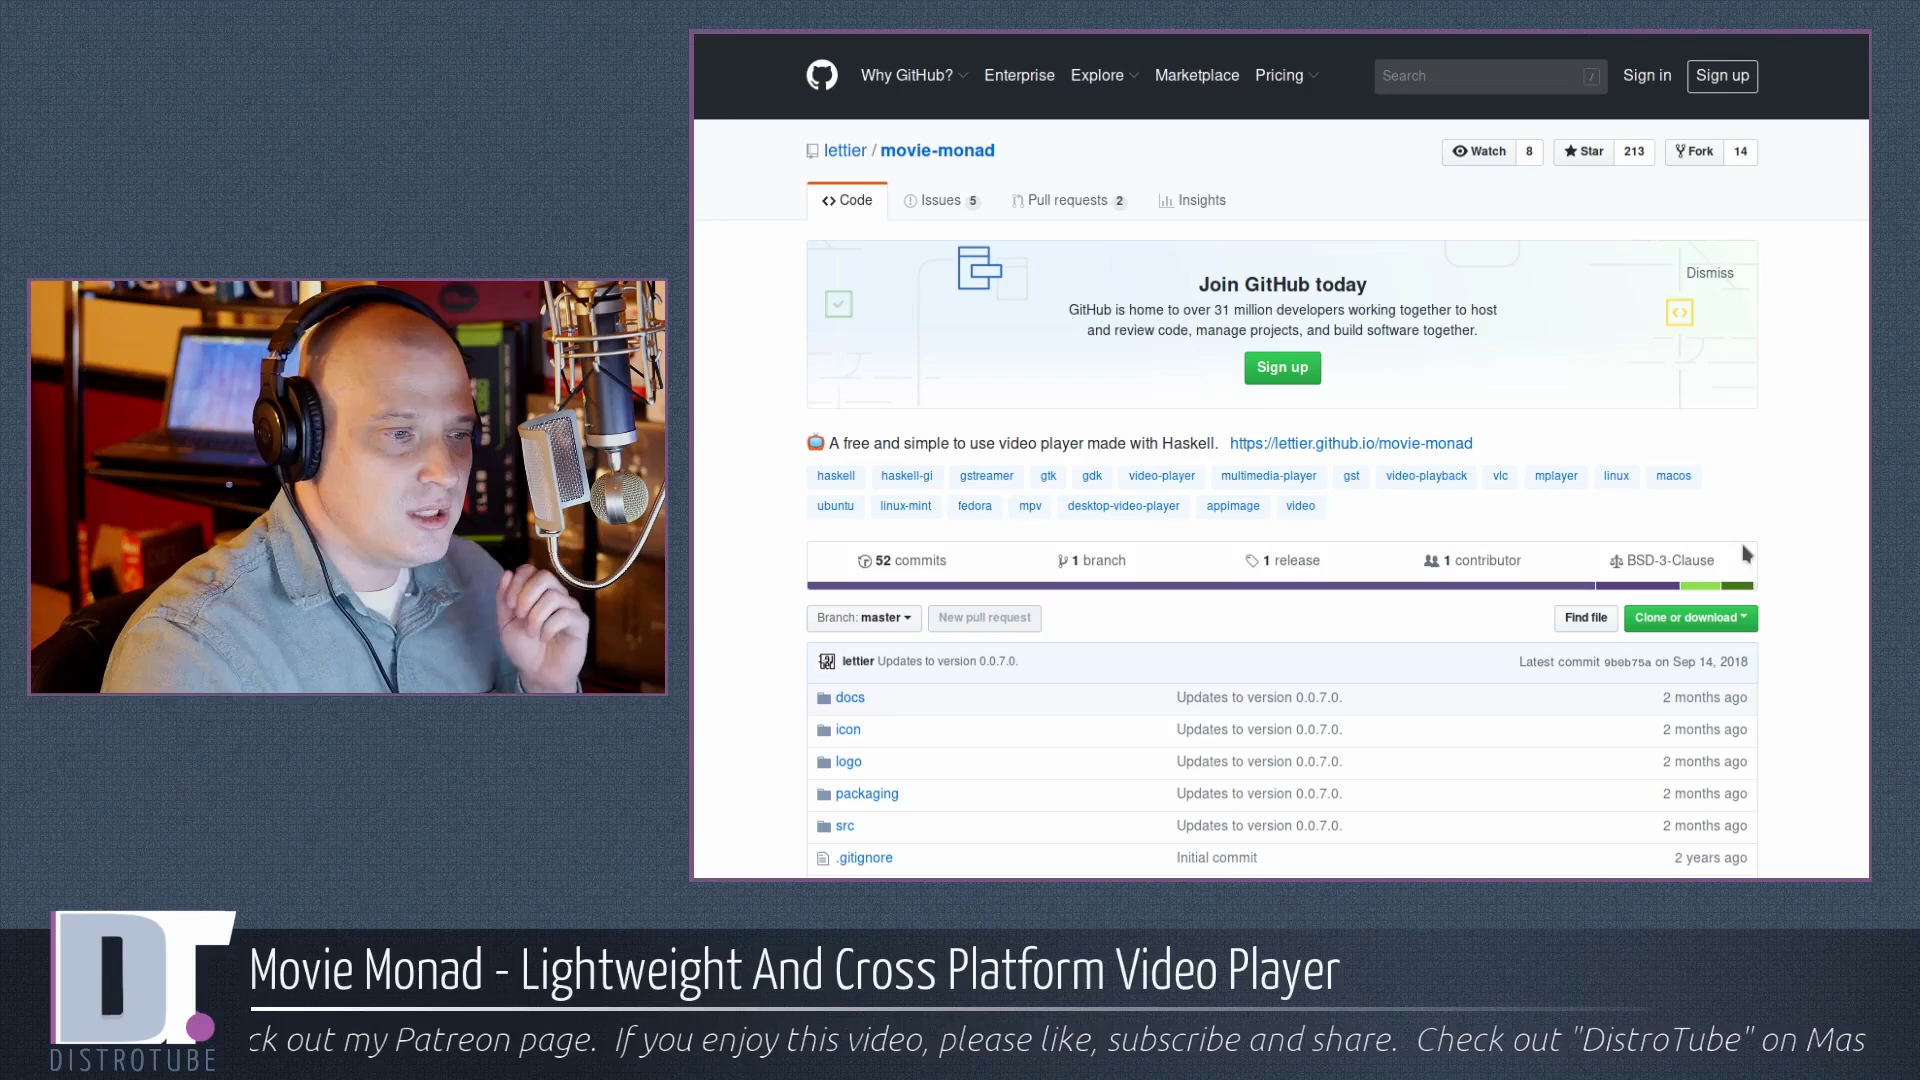 Why GitHub? Enterprise Explore Marketplace Pricing Search / Sign in Sign up
lettier / movie-monad
Watch 8 Star 213 Fork 14
Code Issues 5 Pull requests 2 Insights
Dismiss
Join GitHub today
GitHub is home to over 31 million developers working together to host
and review code, manage projects, and build software together.
Sign up
A free and simple to use video player made with Haskell. https://lettier.github.io/movie-monad
haskell haskell-gi gstreamer gtk gdk video-player multimedia-player gst video-playback vlc mplayer linux macos
ubuntu linux-mint fedora mpv desktop-video-player appimage video
52 commits 1 branch 1 release 1 contributor BSD-3-Clause
Branch: master New pull request Find file Clone or download
lettier Updates to version 0.0.7.0. Latest commit 9b0b75a on Sep 14, 2018
docs Updates to version 0.0.7.0. 2 months ago
icon Updates to version 0.0.7.0. 2 months ago
logo Updates to version 0.0.7.0. 2 months ago
packaging Updates to version 0.0.7.0. 2 months ago
src Updates to version 0.0.7.0. 2 months ago
.gitignore Initial commit 2 years ago
DT.
DISTROTUBE
Movie Monad - Lightweight And Cross Platform Video Player
ck out my Patreon page. If you enjoy this video, please like, subscribe and share. Check out "DistroTube" on Mas